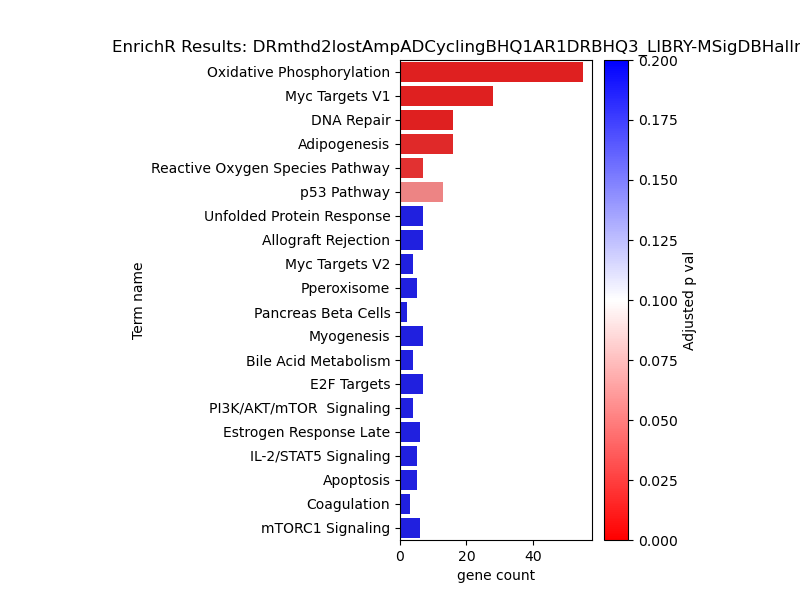 EnrichR Results: DRmthd2lostAmpADCyclingBHQ1AR1DRBHQ3_LIBRY-MSigDBHallr
Oxidative Phosphorylation
Myc Targets V1
DNA Repair
Adipogenesis
Reactive Oxygen Species Pathway
p53 Pathway
Unfolded Protein Response
Allograft Rejection
Myc Targets V2
Pperoxisome
Pancreas Beta Cells
Myogenesis
Bile Acid Metabolism
E2F Targets
PI3K/AKT/mTOR  Signaling
Estrogen Response Late
IL-2/STAT5 Signaling
Apoptosis
Coagulation
mTORC1 Signaling
Term name
0 20 40
gene count
0.200
0.175
0.150
0.125
0.100
0.075
0.050
0.025
0.000
Adjusted p val